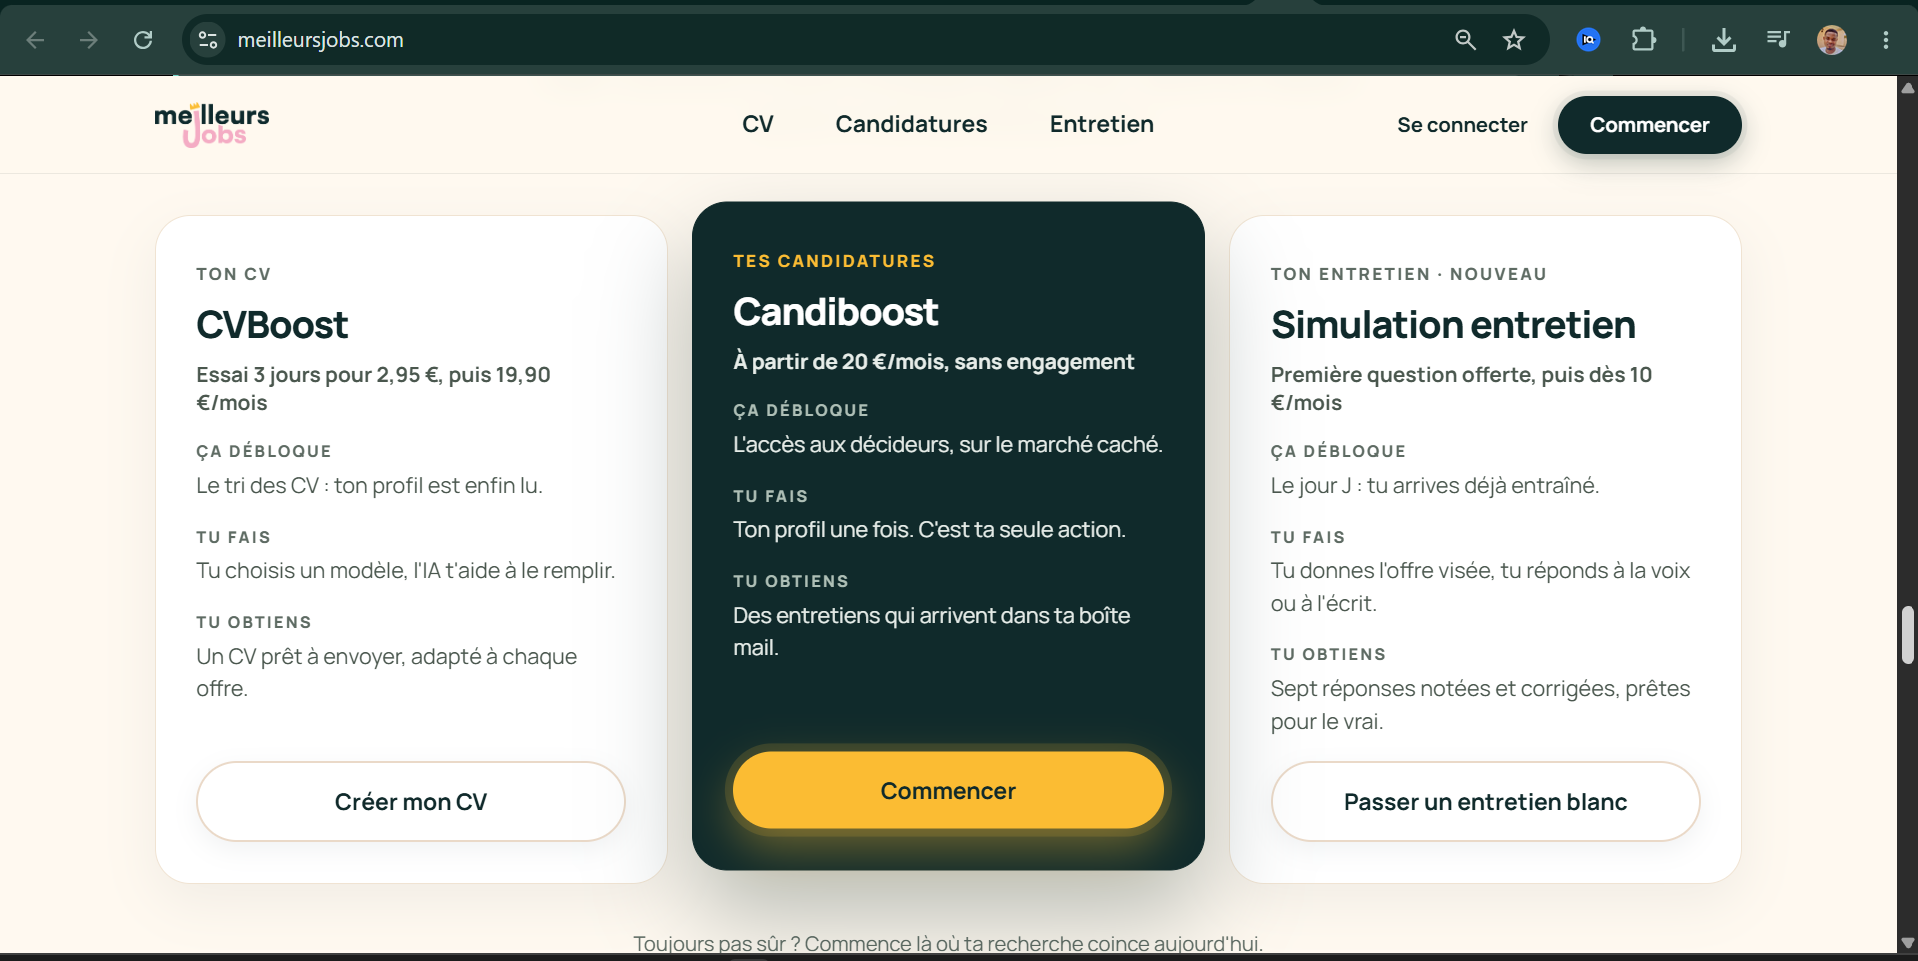 meilleursjobs.com
meilleurs
Jobs
CV
Candidatures
Entretien
Se connecter
Commencer
TON CV
CVBoost
Essai 3 jours pour 2,95 €, puis 19,90
€/mois
ÇA DÉBLOQUE
Le tri des CV : ton profil est enfin lu.
TU FAIS
Tu choisis un modèle, l'IA t'aide à le remplir.
TU OBTIENS
Un CV prêt à envoyer, adapté à chaque
offre.
Créer mon CV
TES CANDIDATURES
Candiboost
À partir de 20 €/mois, sans engagement
ÇA DÉBLOQUE
L'accès aux décideurs, sur le marché caché.
TU FAIS
Ton profil une fois. C'est ta seule action.
TU OBTIENS
Des entretiens qui arrivent dans ta boîte
mail.
Commencer
TON ENTRETIEN · NOUVEAU
Simulation entretien
Première question offerte, puis dès 10
€/mois
ÇA DÉBLOQUE
Le jour J : tu arrives déjà entraîné.
TU FAIS
Tu donnes l'offre visée, tu réponds à la voix
ou à l'écrit.
TU OBTIENS
Sept réponses notées et corrigées, prêtes
pour le vrai.
Passer un entretien blanc
Toujours pas sûr ? Commence là où ta recherche coince aujourd'hui.